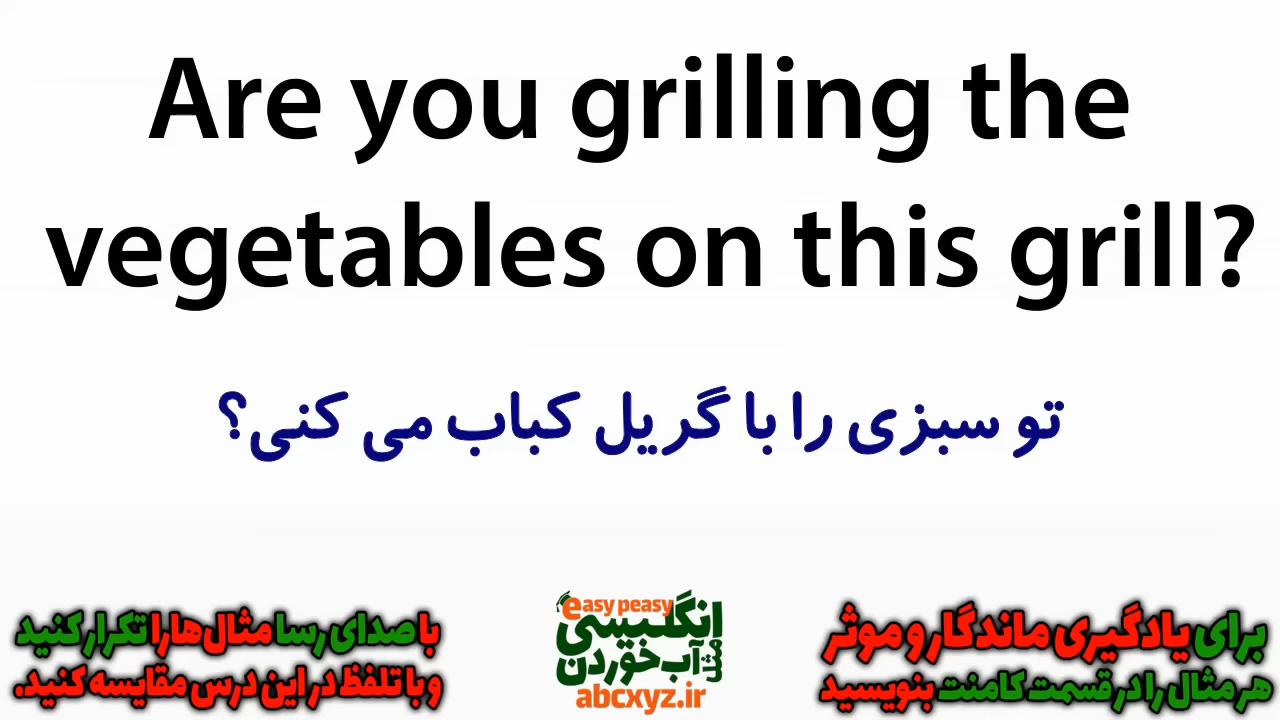 Are you grilling the
vegetables on this grill?
تو سبزی را با گریل کباب می کنی؟
برای یادگیری ماندگار و موثر
هر مثال را در قسمت کامنت بنویسید
easy peasy
انگلیسی
مثل آب خوردن
abcxyz.ir
با صدای رسا مثال‌ها را تکرار کنید
و با تلفظ در این درس مقایسه کنید.